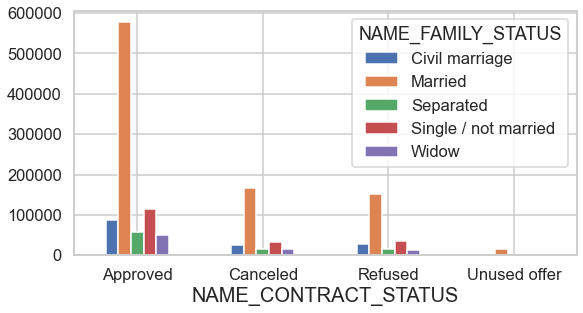 600000
500000
400000
300000
200000
100000
0
NAME_FAMILY_STATUS
Civil marriage
Married
Separated
Single / not married
Widow
Approved Canceled Refused Unused offer
NAME_CONTRACT_STATUS